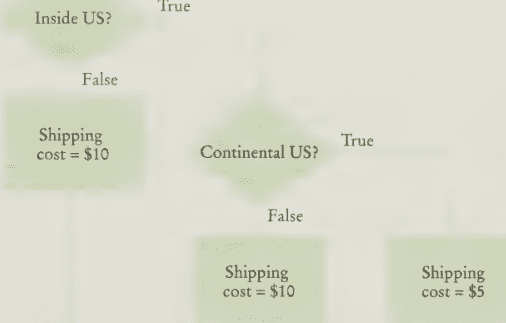 Inside US?
True
False
Shipping
cost = $10
Continental US?
True
False
Shipping
cost = $10
Shipping
cost = $5